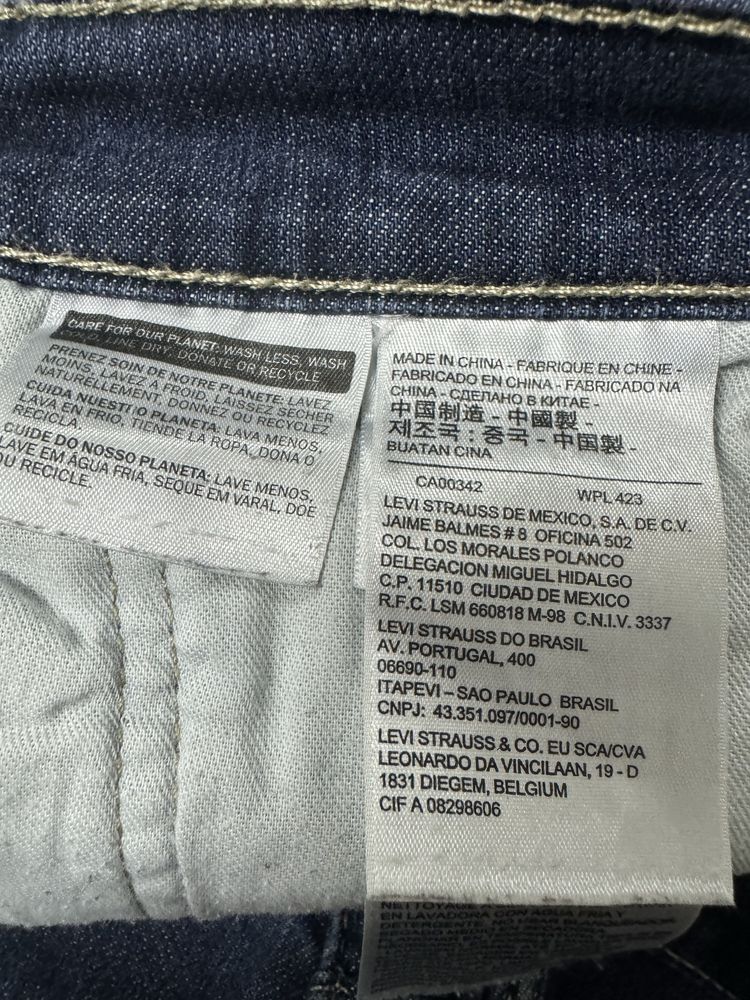 CARE FOR OUR PLANET: WASH LESS, WASH
COOL, LINE DRY, DONATE OR RECYCLE
PRENEZ SOIN DE NOTRE PLANETE: LAVEZ
MOINS, LAVEZ À FROID, LAISSEZ SÉCHER
NATURELLEMENT, DONNEZ OU RECYCLEZ
CUIDA NUESTRO PLANETA: LAVA MENOS,
LAVA EN FRIO, TIENDE LA ROPA, DONA O
RECICLA
CUIDE DO NOSSO PLANETA: LAVE MENOS,
LAVE EM ÁGUA FRIA, SEQUE EM VARAL, DOE
OU RECICLE.
MADE IN CHINA - FABRIQUE EN CHINE -
FABRICADO EN CHINA - FABRICADO NA
CHINA - СДЕЛАНО В КИТАЕ -
中国制造 - 中國製 -
제조국 : 중국 - 中国製 -
BUATAN CINA
CA00342 WPL 423
LEVI STRAUSS DE MEXICO, S.A. DE C.V.
JAIME BALMES # 8 OFICINA 502
COL. LOS MORALES POLANCO
DELEGACION MIGUEL HIDALGO
C.P. 11510 CIUDAD DE MEXICO
R.F.C. LSM 660818 M-98 C.N.I.V. 3337
LEVI STRAUSS DO BRASIL
AV. PORTUGAL, 400
06690-110
ITAPEVI – SAO PAULO BRASIL
CNPJ: 43.351.097/0001-90
LEVI STRAUSS & CO. EU SCA/CVA
LEONARDO DA VINCILAAN, 19 - D
1831 DIEGEM, BELGIUM
CIF A 08298606
NETTOYAGE
EN LAVADORA CON AGUA FRIA Y
DETERGENTE. NO USAR